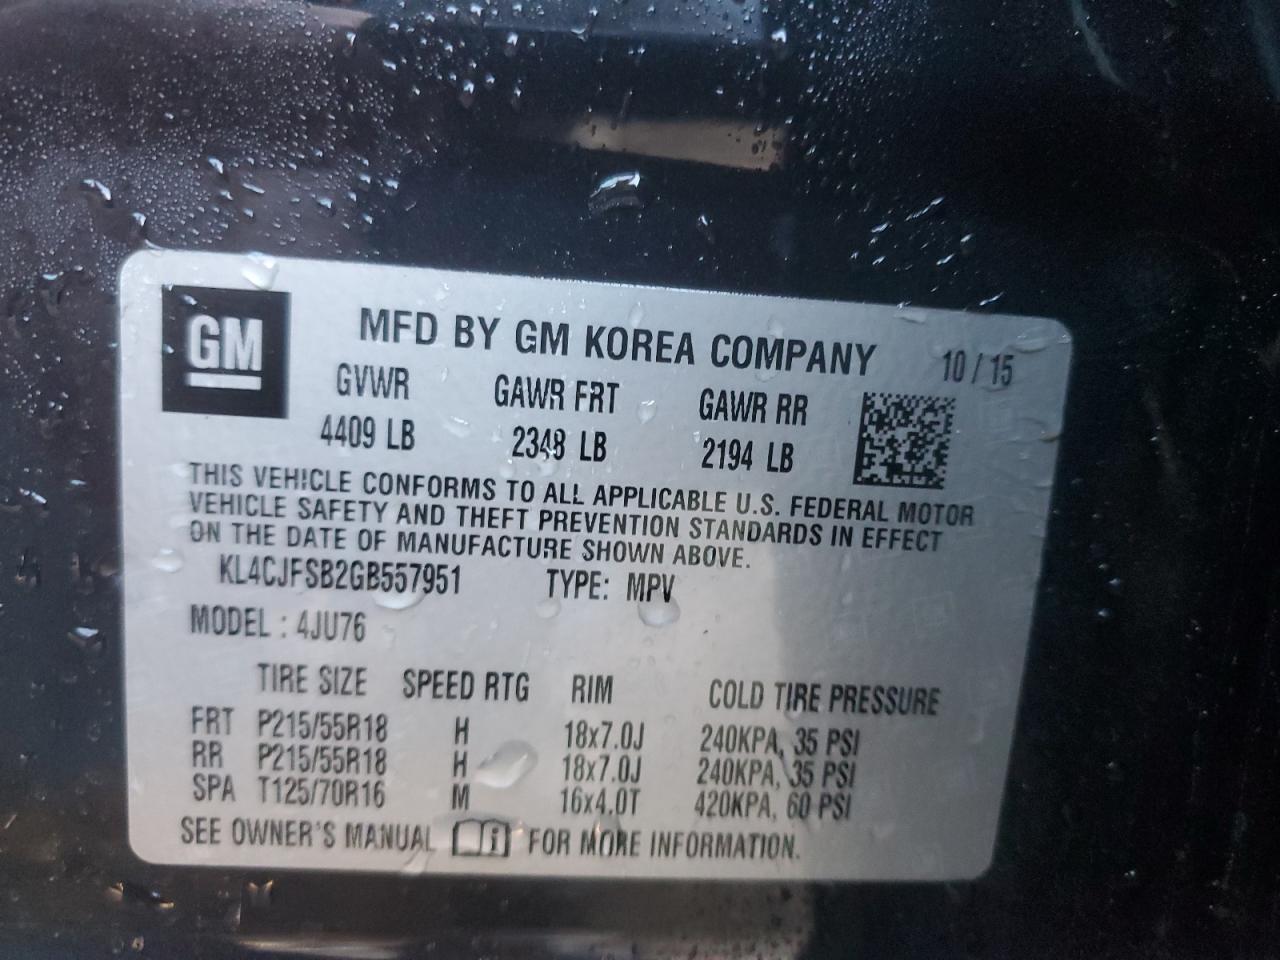 GM
MFD BY GM KOREA COMPANY 10 / 15
GVWR GAWR FRT GAWR RR
4409 LB 2348 LB 2194 LB
THIS VEHICLE CONFORMS TO ALL APPLICABLE U.S. FEDERAL MOTOR
VEHICLE SAFETY AND THEFT PREVENTION STANDARDS IN EFFECT
ON THE DATE OF MANUFACTURE SHOWN ABOVE.
KL4CJFSB2GB557951 TYPE: MPV
MODEL : 4JU76
TIRE SIZE SPEED RTG RIM COLD TIRE PRESSURE
FRT P215/55R18 H 18x7.0J 240KPA, 35 PSI
RR P215/55R18 H 18x7.0J 240KPA, 35 PSI
SPA T125/70R16 M 16x4.0T 420KPA, 60 PSI
SEE OWNER'S MANUAL i FOR MORE INFORMATION.